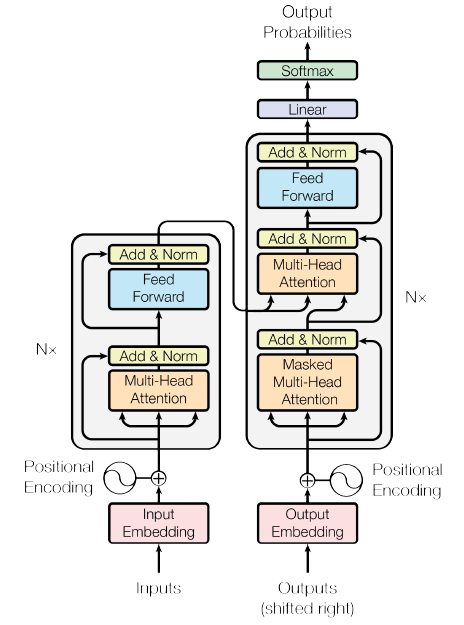 Output
Probabilities
Softmax
Linear
Add & Norm
Feed
Forward
Add & Norm
Multi-Head
Attention
Add & Norm
Masked
Multi-Head
Attention
N×
Positional
Encoding
Output
Embedding
Outputs
(shifted right)
Add & Norm
Feed
Forward
Add & Norm
Multi-Head
Attention
N×
Positional
Encoding
Input
Embedding
Inputs